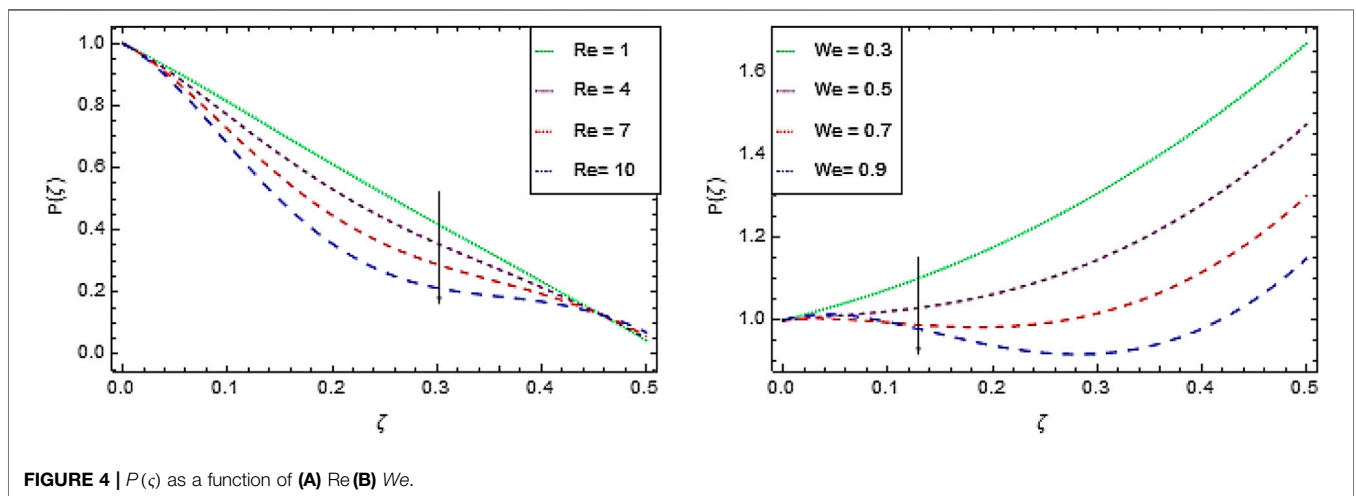 1.0
0.8
0.6
0.4
0.2
0.0
P(ζ)
Re = 1
Re = 4
Re = 7
Re= 10
0.0 0.1 0.2 0.3 0.4 0.5
ζ
1.6
1.4
1.2
1.0
P(ζ)
We = 0.3
We = 0.5
We = 0.7
We= 0.9
0.0 0.1 0.2 0.3 0.4 0.5
ζ
FIGURE 4 | P(ς) as a function of (A) Re (B) We.